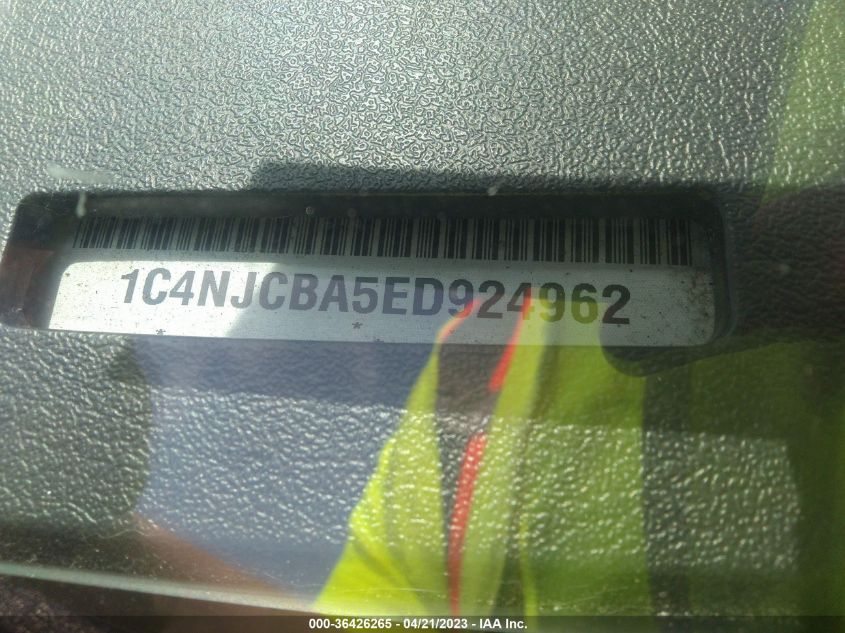 1C4NJCBA5ED924962
* *
000-36426265 - 04/21/2023 - IAA Inc.